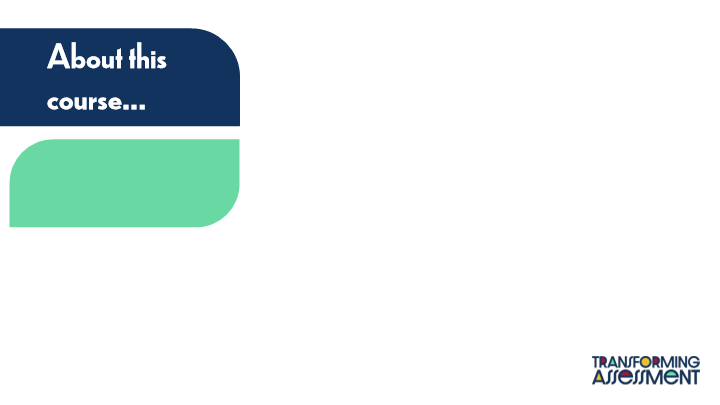 About this
course...
TRANSFORMING
ASSESSMENT